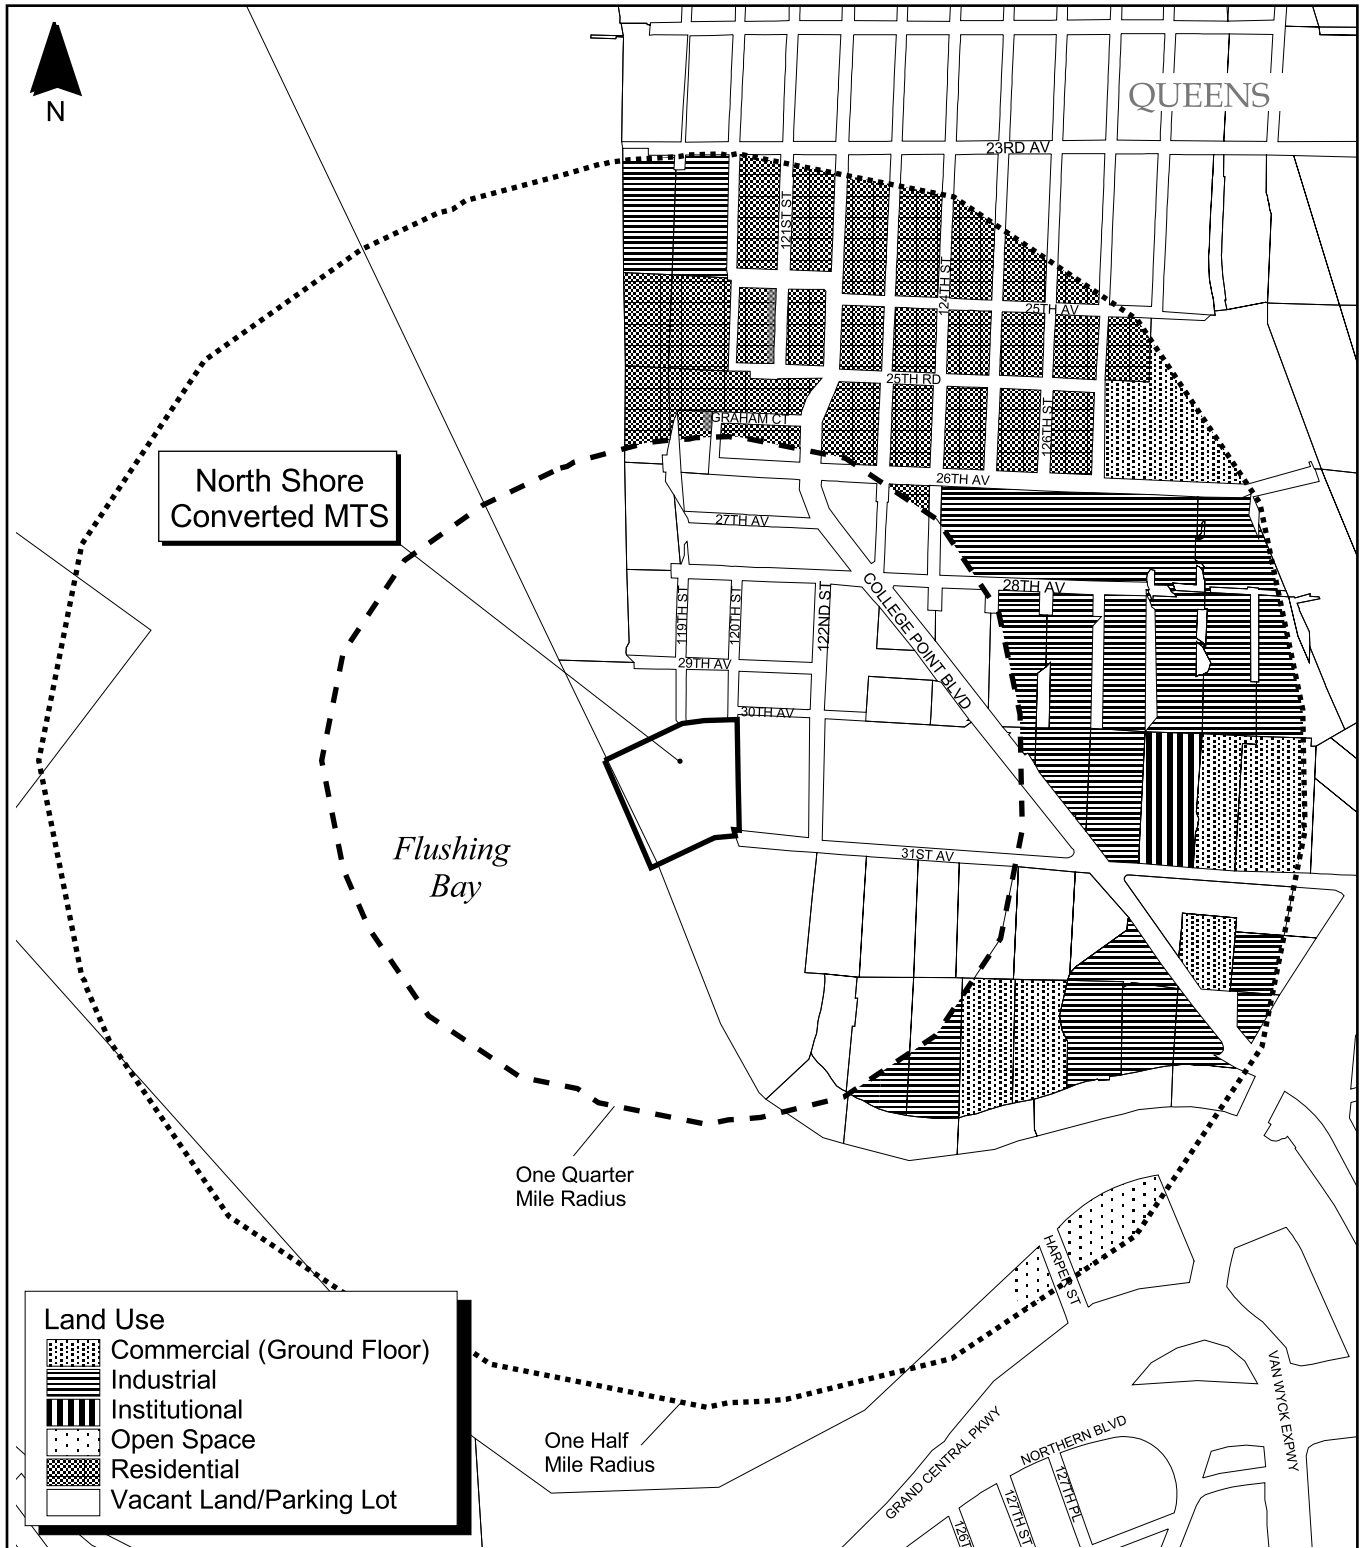 N
QUEENS
23RD AV
121ST ST
124TH ST
25TH AV
25TH RD
GRAHAM CT
126TH ST
26TH AV
North Shore
Converted MTS
27TH AV
28TH AV
COLLEGE POINT BLVD
119TH ST
120TH ST
122ND ST
29TH AV
30TH AV
Flushing
Bay
31ST AV
One Quarter
Mile Radius
HARPER ST
Land Use
Commercial (Ground Floor)
Industrial
Institutional
Open Space
Residential
Vacant Land/Parking Lot
One Half
Mile Radius
VAN WYCK EXPWY
GRAND CENTRAL PKWY
NORTHERN BLVD
127TH PL
127TH ST
126T